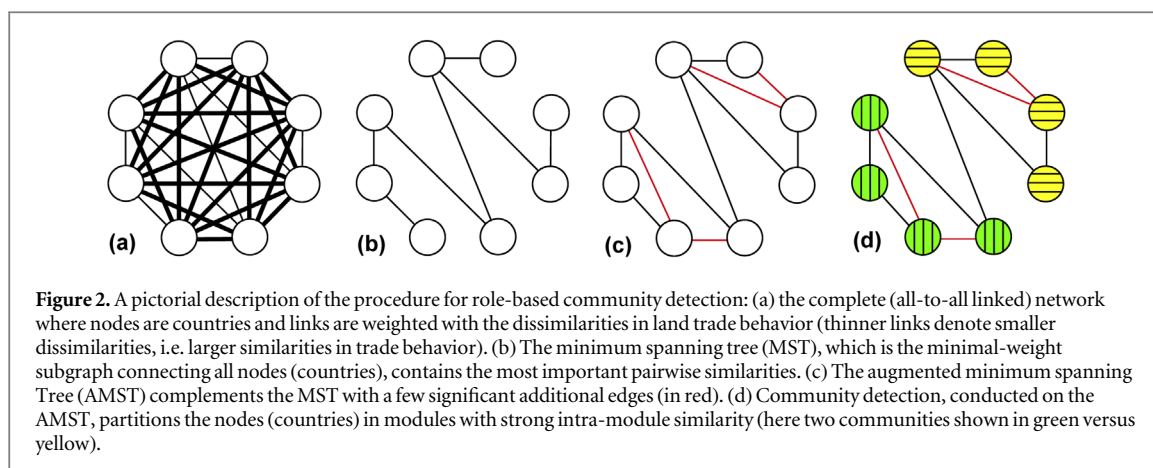 (a)
(b)
(c)
(d)
Figure 2. A pictorial description of the procedure for role-based community detection: (a) the complete (all-to-all linked) network
where nodes are countries and links are weighted with the dissimilarities in land trade behavior (thinner links denote smaller
dissimilarities, i.e. larger similarities in trade behavior). (b) The minimum spanning tree (MST), which is the minimal-weight
subgraph connecting all nodes (countries), contains the most important pairwise similarities. (c) The augmented minimum spanning
Tree (AMST) complements the MST with a few significant additional edges (in red). (d) Community detection, conducted on the
AMST, partitions the nodes (countries) in modules with strong intra-module similarity (here two communities shown in green versus
yellow).